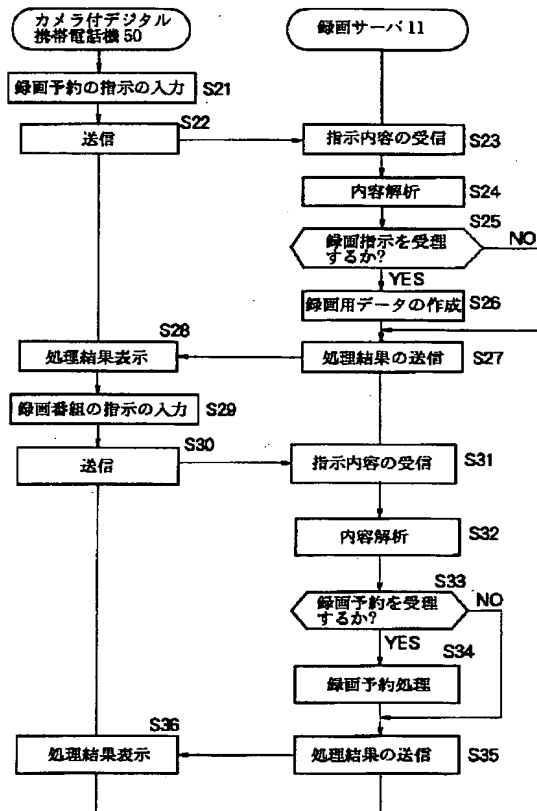 カメラ付デジタル
携帯電話機 50
録画サーバ 11
録画予約の指示の入力
S21
S22
送信
指示内容の受信
S23
内容解析
S24
S25
録画指示を受理
するか?
NO
YES
録画用データの作成
S26
S28
処理結果表示
処理結果の送信
S27
録画番組の指示の入力
S29
S30
送信
指示内容の受信
S31
内容解析
S32
S33
録画予約を受理
するか?
NO
YES
S34
録画予約処理
S36
処理結果表示
処理結果の送信
S35